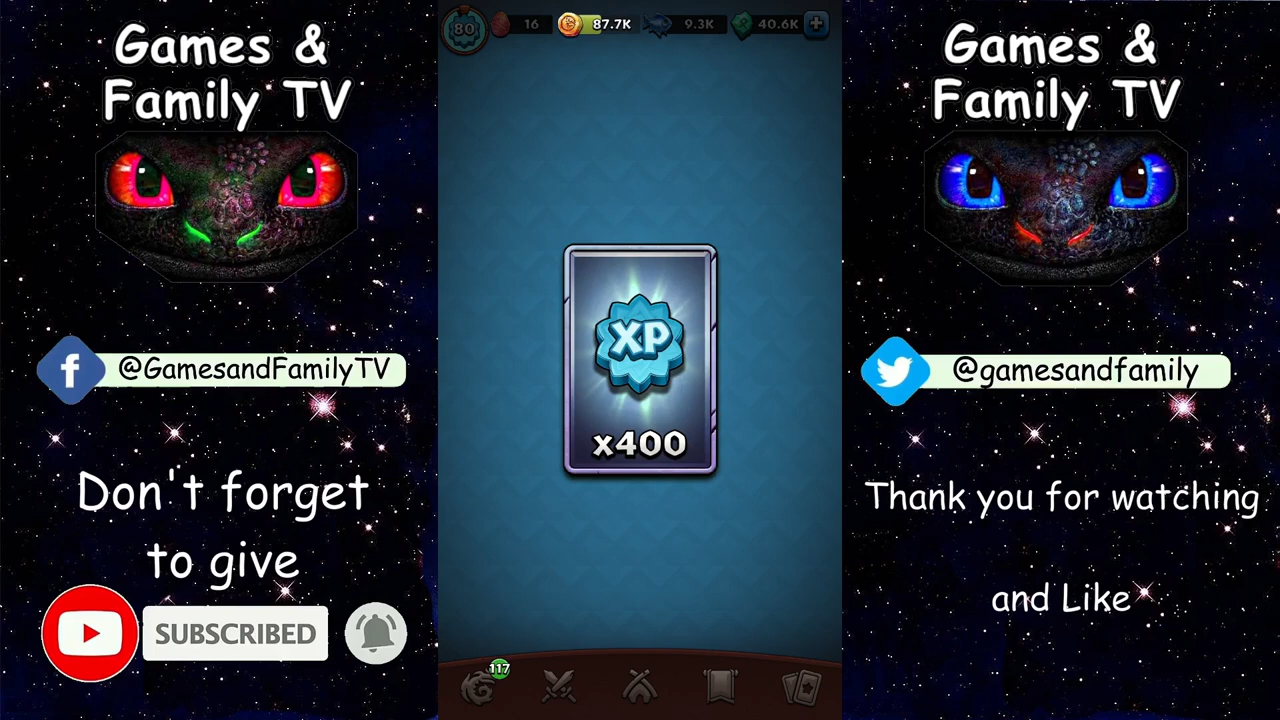 Games &
Family TV
@GamesandFamilyTV
Don't forget
to give
SUBSCRIBED
80
16
87.7K
9.3K
40.6K
XP
x400
117
Games &
Family TV
@gamesandfamily
Thank you for watching
and Like